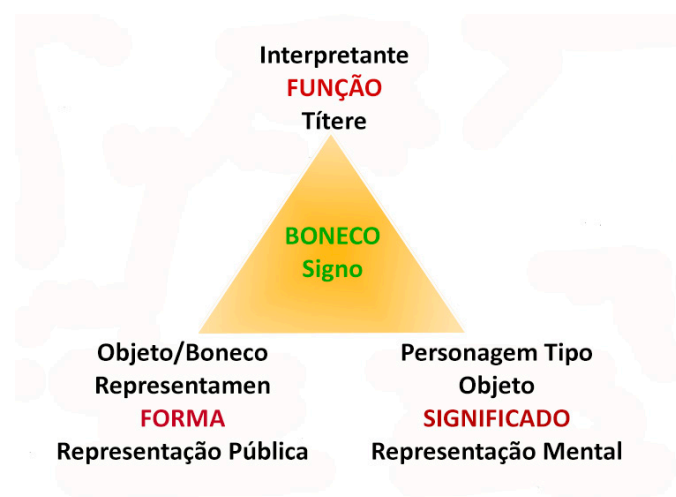 Interpretante
FUNÇÃO
Títere
BONECO
Signo
Objeto/Boneco
Representamen
FORMA
Representação Pública
Personagem Tipo
Objeto
SIGNIFICADO
Representação Mental